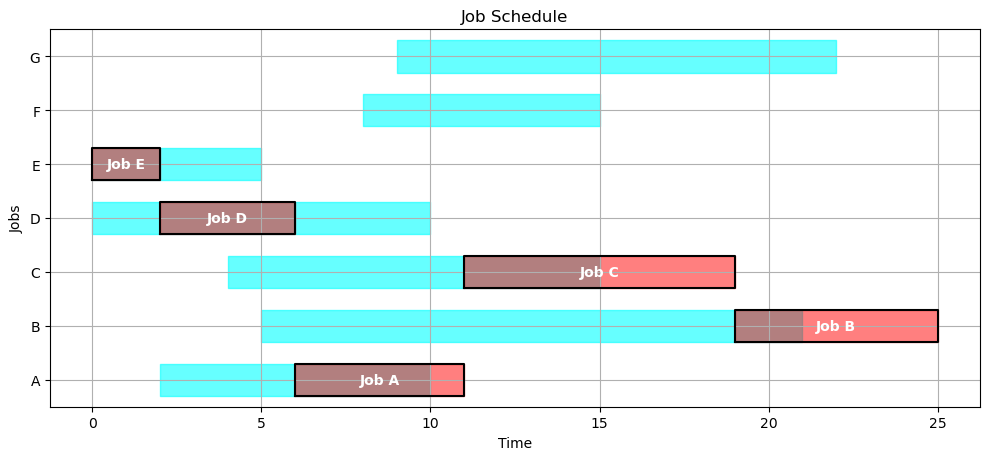 Job Schedule
Jobs
G
F
E
Job E
D
Job D
C
Job C
B
Job B
A
Job A
0 5 10 15 20 25
Time